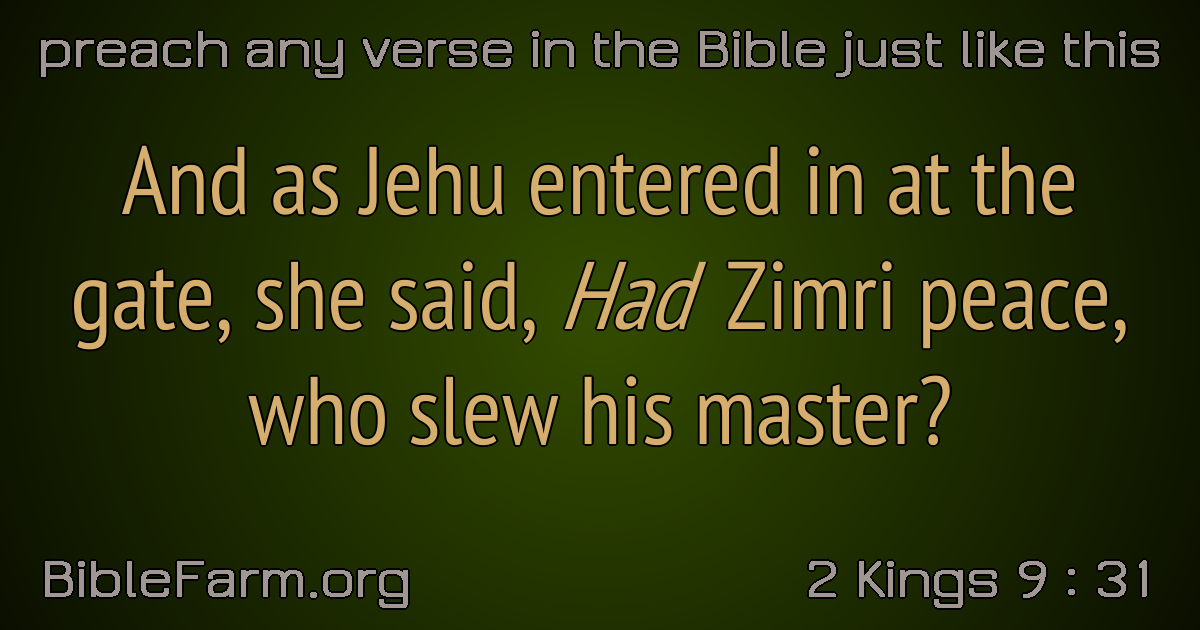 preach any verse in the Bible just like this
And as Jehu entered in at the
gate, she said, Had Zimri peace,
who slew his master?
BibleFarm.org
2 Kings 9 : 31